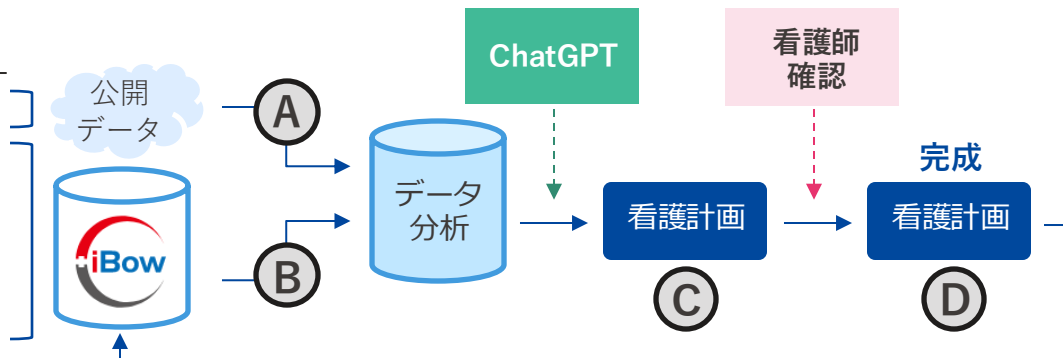 ChatGPT
看護師
確認
公開
データ
A
完成
データ
分析
看護計画
看護計画
iBow
B
C
D